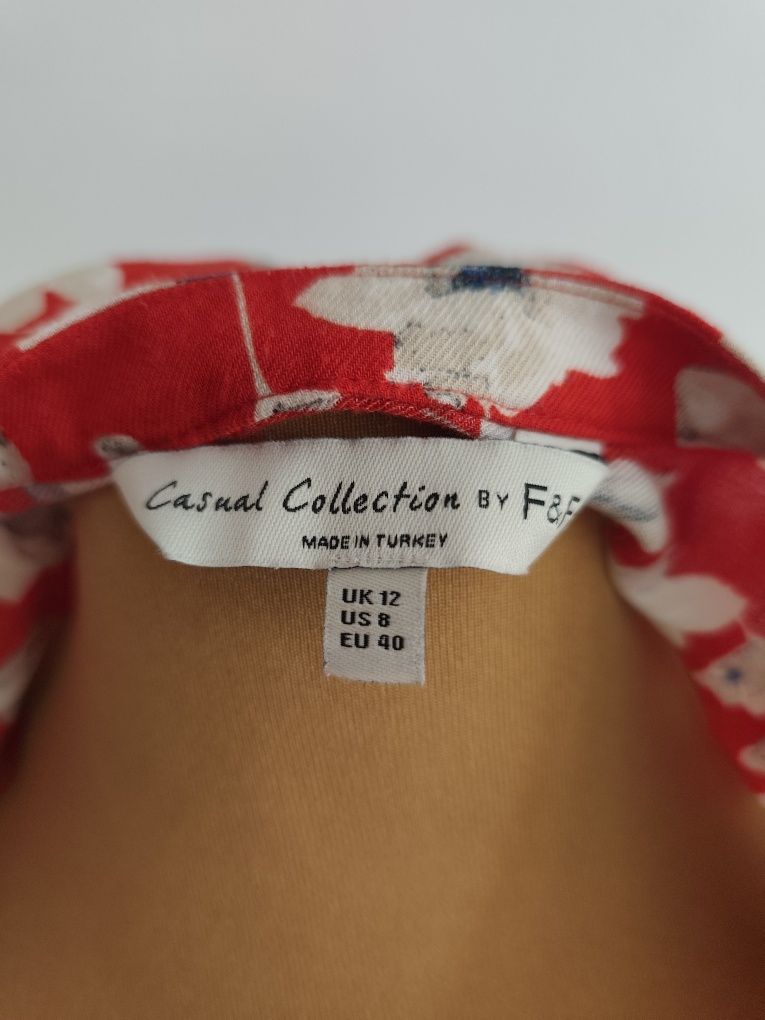 Casual Collection BY F&F
MADE IN TURKEY
UK 12
US 8
EU 40